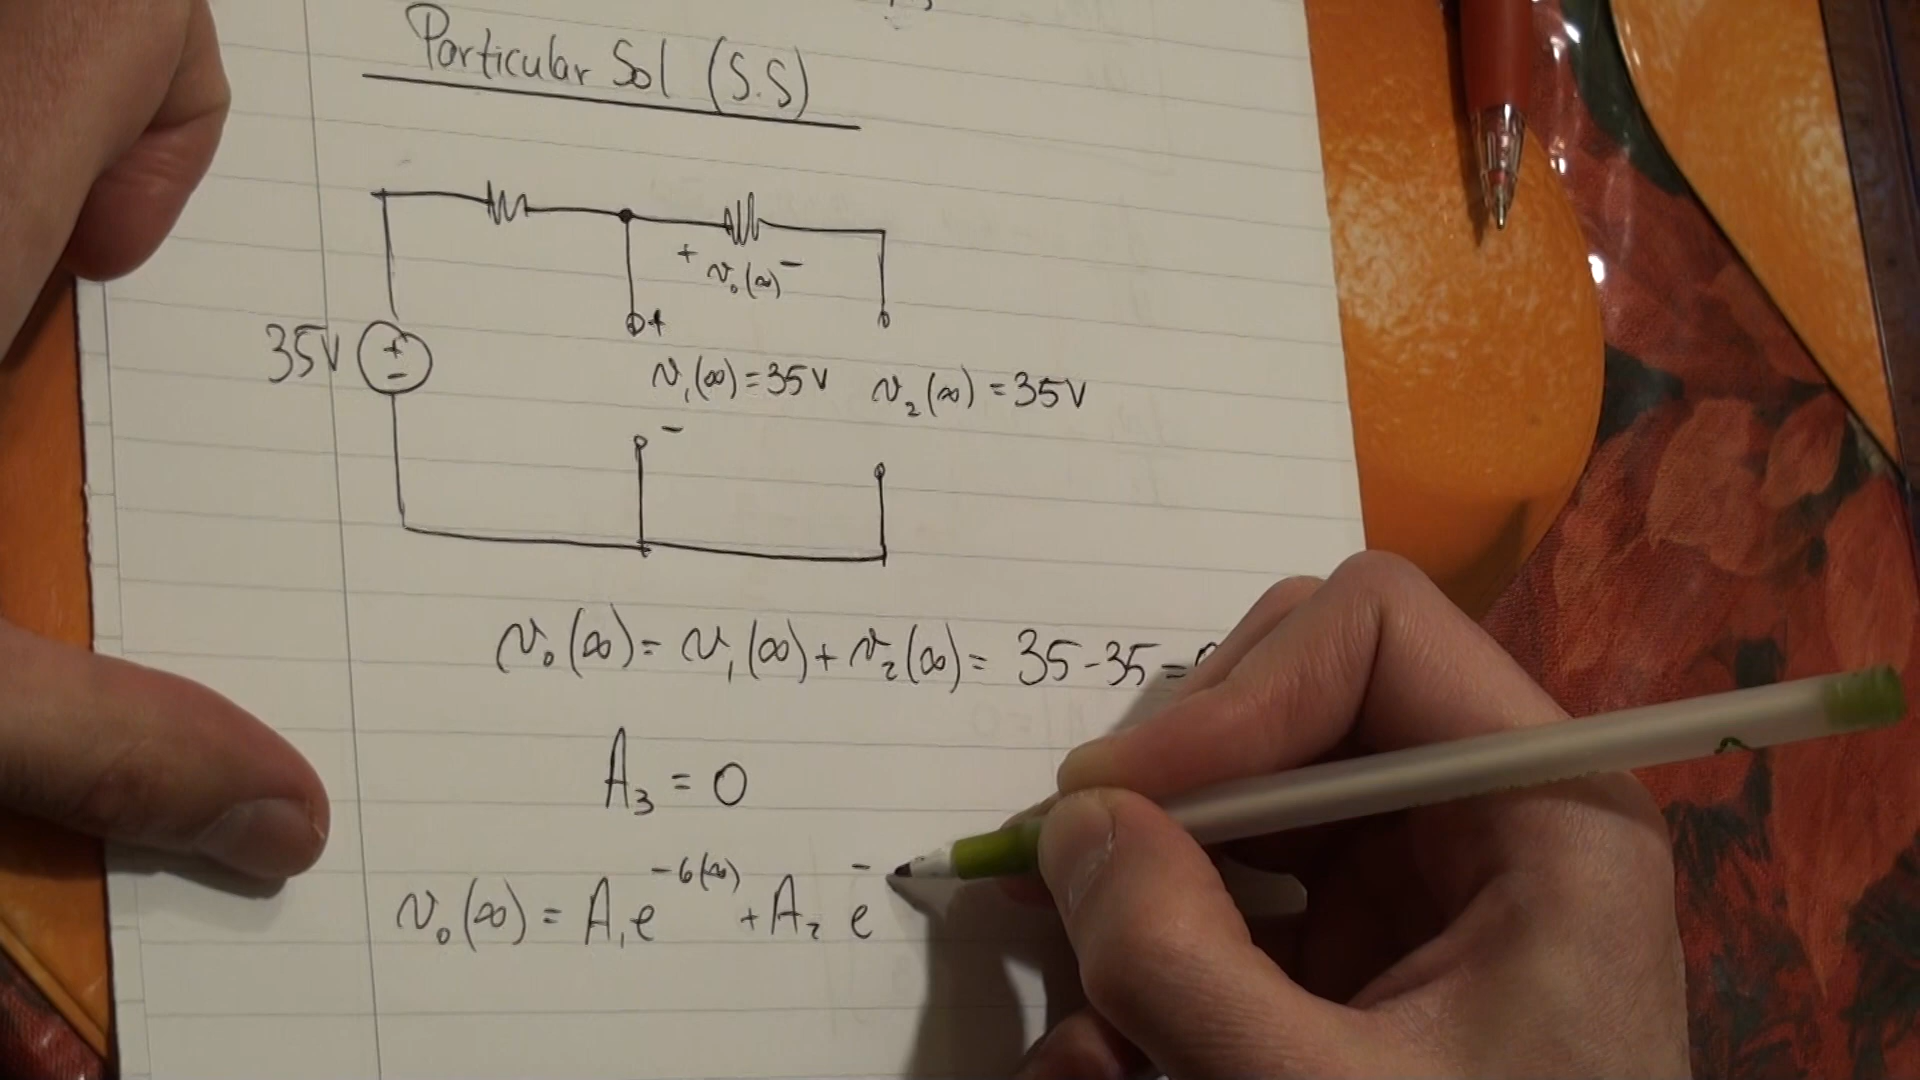 Particular Sol (S.S)
+ v₀(∞) -
+
35V + -
v₁(∞) = 35V v₂(∞) = 35V
-
v₀(∞) = v₁(∞) + v₂(∞) = 35 - 35 =
A₃ = 0
v₀(∞) = A₁e^-6(∞) + A₂ e^-